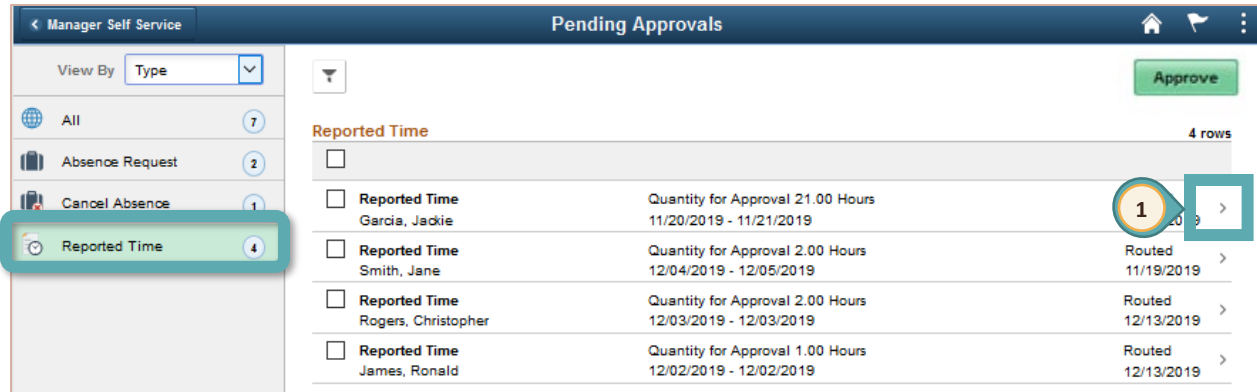 Manager Self Service
Pending Approvals
View By Type
Approve
All 7
Absence Request 2
Cancel Absence 1
Reported Time 4
Reported Time
4 rows
Reported Time Quantity for Approval 21.00 Hours
Garcia, Jackie 11/20/2019 - 11/21/2019
1
Reported Time Quantity for Approval 2.00 Hours Routed
Smith, Jane 12/04/2019 - 12/05/2019 11/19/2019
Reported Time Quantity for Approval 2.00 Hours Routed
Rogers, Christopher 12/03/2019 - 12/03/2019 12/13/2019
Reported Time Quantity for Approval 1.00 Hours Routed
James, Ronald 12/02/2019 - 12/02/2019 12/13/2019